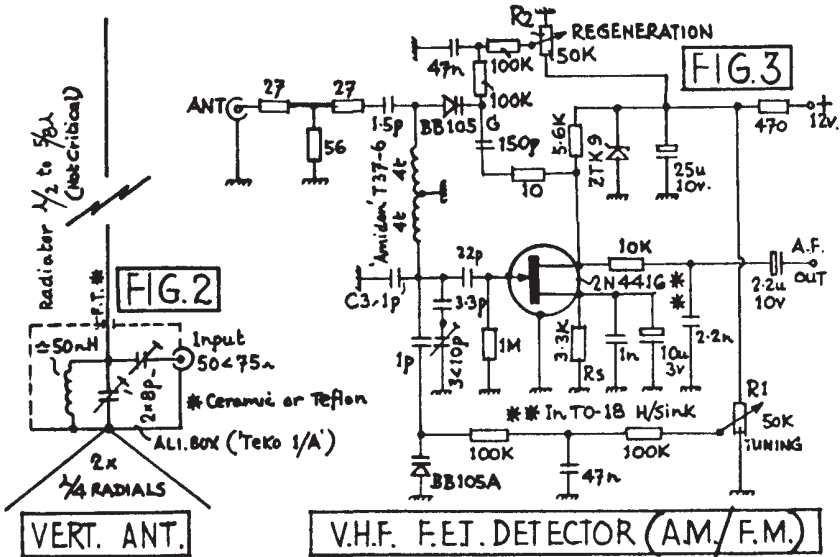 Radiator λ/2 to 5/8λ
(Not Critical)
F.T. *
FIG.2
≏50nH
2x8p
Input
50<75Ω
* Ceramic or Teflon
ALI. BOX ('TEKO 1/A')
2x
λ/4 RADIALS
VERT. ANT.
FIG.3
R2
REGENERATION
50K
47n
100K
100K
ANT
27
27
56
1.5p
BB105
G
150p
10
5.6K
ZTK9
25u
10v.
470
+
12v.
'Amidon' T37-6
4t
4t
C3.1p
22p
3.3p
3<10p
1p
1M
2N4416 **
10K
3.3K
Rs
1n
10u
3v
2.2n
2.2u
10v
A.F.
OUT
** In TO-18 H/Sink
R1
50K
TUNING
100K
100K
47n
BB105A
V.H.F. F.E.T. DETECTOR (A.M./F.M.)